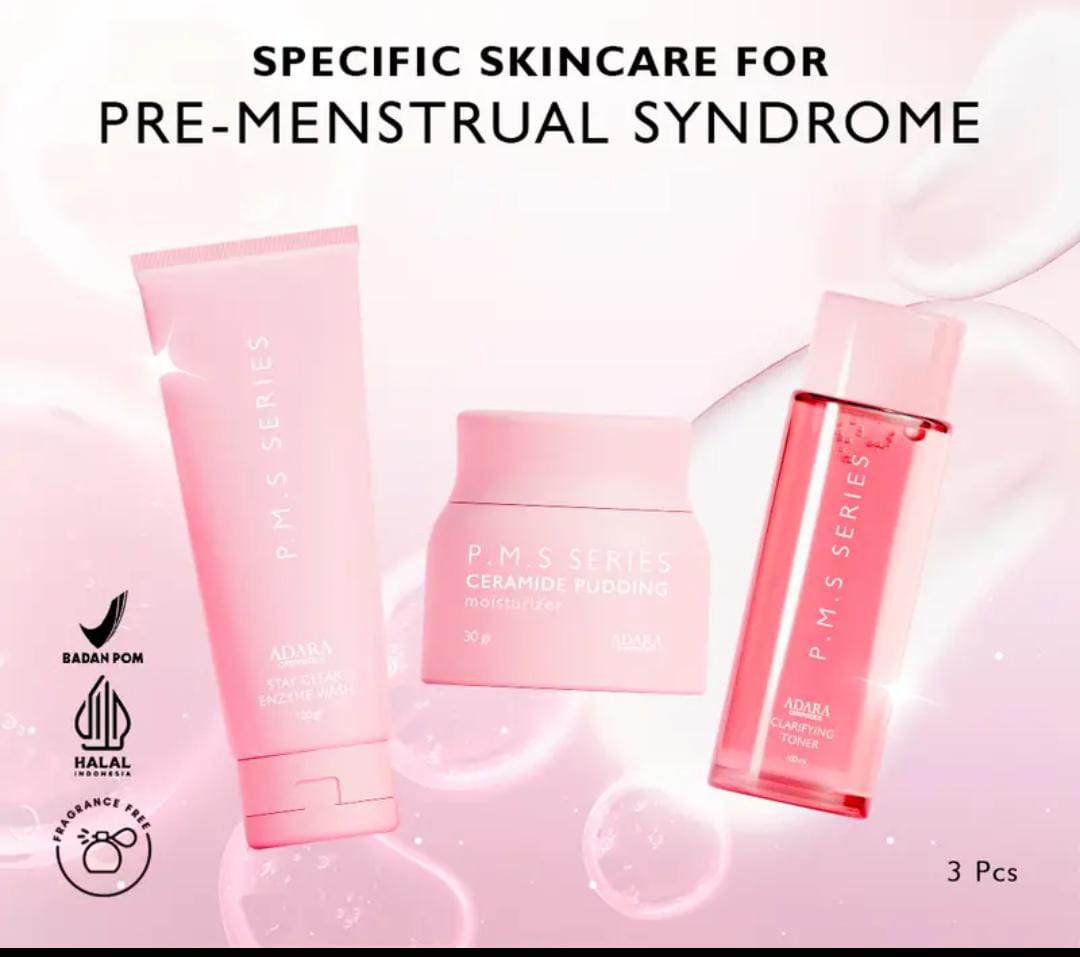 SPECIFIC SKINCARE FOR
PRE-MENSTRUAL SYNDROME
P.M.S SERIES
ADARA
STAY CLEAR
ENZYME WASH
P.M.S SERIES
CERAMIDE PUDDING
moisturizer
30 gr
ADARA
P.M.S SERIES
ADARA
CLARIFYING
TONER
BADAN POM
HALAL
INDONESIA
FRAGRANCE FREE
3 Pcs